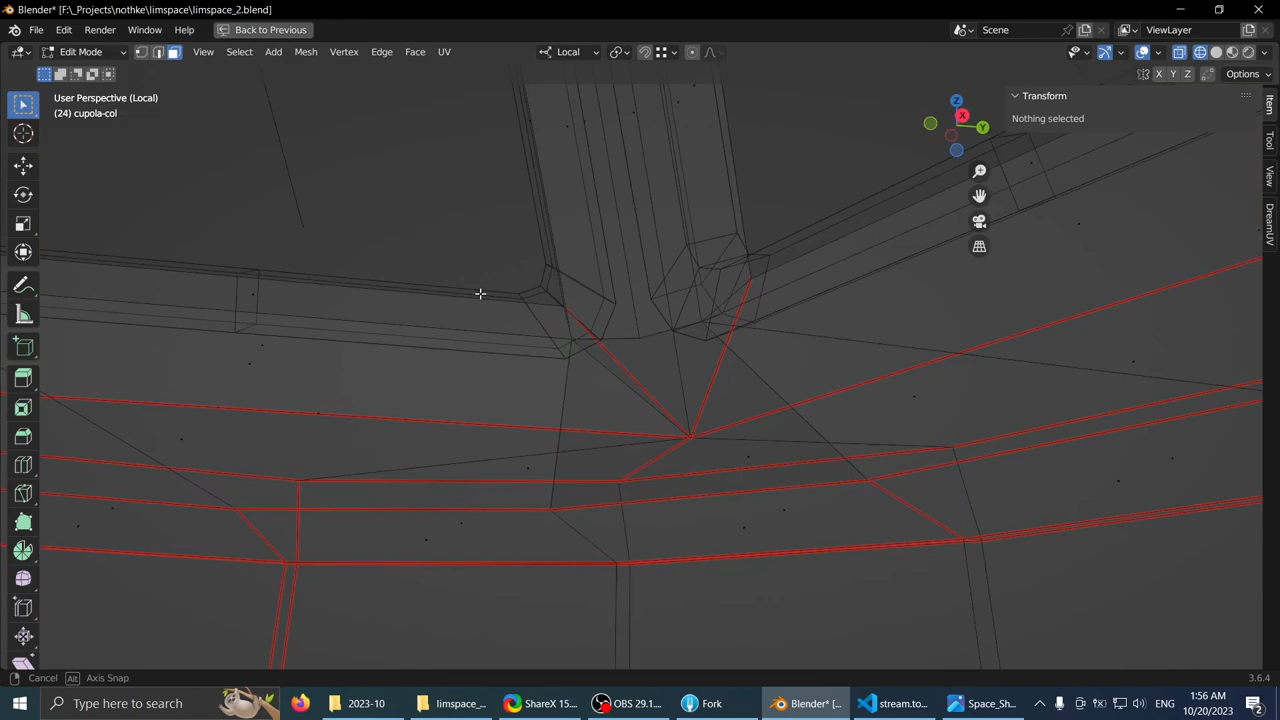 Blender* [F:\_Projects\nothke\limspace\limspace_2.blend]
File Edit Render Window Help Back to Previous Scene ViewLayer
Edit Mode View Select Add Mesh Vertex Edge Face UV Local
X Y Z Options
User Perspective (Local)
(24) cupola-col
Z
X
Y
Transform
Nothing selected
Item
Tool
View
DreamUV
Cancel Alt Axis Snap 3.6.4
Type here to search 2023-10 limspace_... ShareX 15.... OBS 29.1.... Fork Blender* [... stream.to... Space_Sh... ENG 1:56 AM
10/20/2023 2